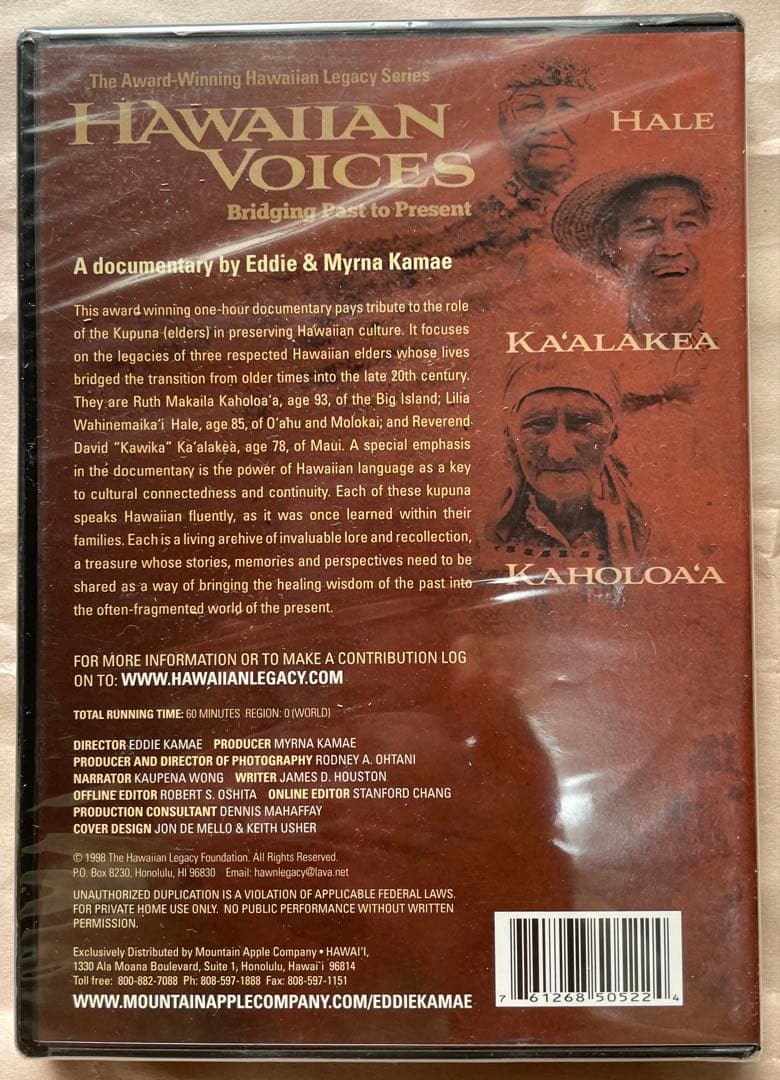 The Award-Winning Hawaiian Legacy Series
HAWAIIAN
VOICES
Bridging Past to Present
HALE
KAʻALAKEA
KAHOLOAʻA
A documentary by Eddie & Myrna Kamae
This award winning one-hour documentary pays tribute to the role
of the Kupuna (elders) in preserving Hawaiian culture. It focuses
on the legacies of three respected Hawaiian elders whose lives
bridged the transition from older times into the late 20th century.
They are Ruth Makaila Kaholoa'a, age 93, of the Big Island; Lilia
Wahinemaika'i Hale, age 85, of O'ahu and Molokai; and Reverend
David "Kawika" Ka'alakea, age 78, of Maui. A special emphasis
in the documentary is the power of Hawaiian language as a key
to cultural connectedness and continuity. Each of these kupuna
speaks Hawaiian fluently, as it was once learned within their
families. Each is a living archive of invaluable lore and recollection,
a treasure whose stories, memories and perspectives need to be
shared as a way of bringing the healing wisdom of the past into
the often-fragmented world of the present.
FOR MORE INFORMATION OR TO MAKE A CONTRIBUTION LOG
ON TO: WWW.HAWAIIANLEGACY.COM
TOTAL RUNNING TIME: 60 MINUTES REGION: 0 (WORLD)
DIRECTOR EDDIE KAMAE PRODUCER MYRNA KAMAE
PRODUCER AND DIRECTOR OF PHOTOGRAPHY RODNEY A. OHTANI
NARRATOR KAUPENA WONG WRITER JAMES D. HOUSTON
OFFLINE EDITOR ROBERT S. OSHITA ONLINE EDITOR STANFORD CHANG
PRODUCTION CONSULTANT DENNIS MAHAFFAY
COVER DESIGN JON DE MELLO & KEITH USHER
© 1998 The Hawaiian Legacy Foundation. All Rights Reserved.
P.O. Box 8230, Honolulu, HI 96830 Email: hawnlegacy@lava.net
UNAUTHORIZED DUPLICATION IS A VIOLATION OF APPLICABLE FEDERAL LAWS.
FOR PRIVATE HOME USE ONLY. NO PUBLIC PERFORMANCE WITHOUT WRITTEN
PERMISSION.
Exclusively Distributed by Mountain Apple Company • HAWAI'I,
1330 Ala Moana Boulevard, Suite 1, Honolulu, Hawai`i 96814
Toll free: 800-882-7088 Ph: 808-597-1888 Fax: 808-597-1151
WWW.MOUNTAINAPPLECOMPANY.COM/EDDIEKAMAE
7 61268 50522 4